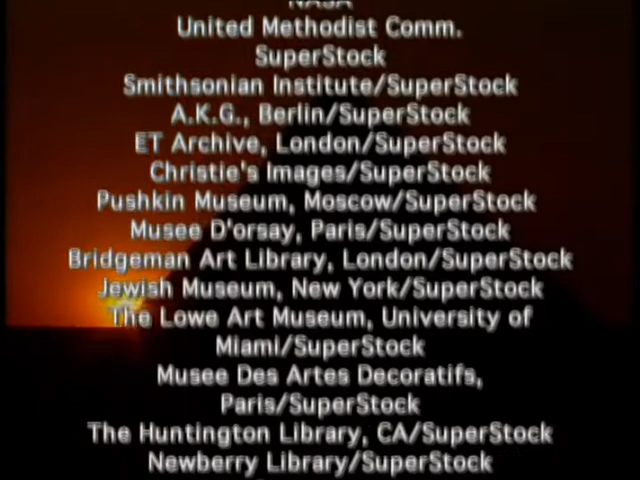 NASA
United Methodist Comm.
SuperStock
Smithsonian Institute/SuperStock
A.K.G., Berlin/SuperStock
ET Archive, London/SuperStock
Christie's Images/SuperStock
Pushkin Museum, Moscow/SuperStock
Musee D'orsay, Paris/SuperStock
Bridgeman Art Library, London/SuperStock
Jewish Museum, New York/SuperStock
The Lowe Art Museum, University of
Miami/SuperStock
Musee Des Artes Decoratifs,
Paris/SuperStock
The Huntington Library, CA/SuperStock
Newberry Library/SuperStock